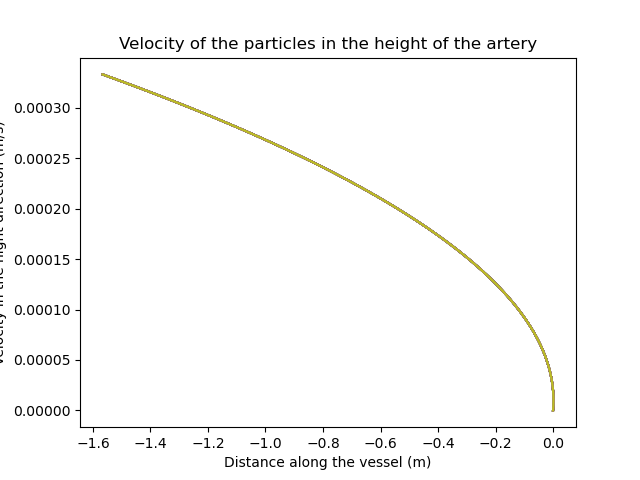 Velocity of the particles in the height of the artery
0.00030
0.00025
0.00020
0.00015
0.00010
0.00005
0.00000
−1.6 −1.4 −1.2 −1.0 −0.8 −0.6 −0.4 −0.2 0.0
Distance along the vessel (m)